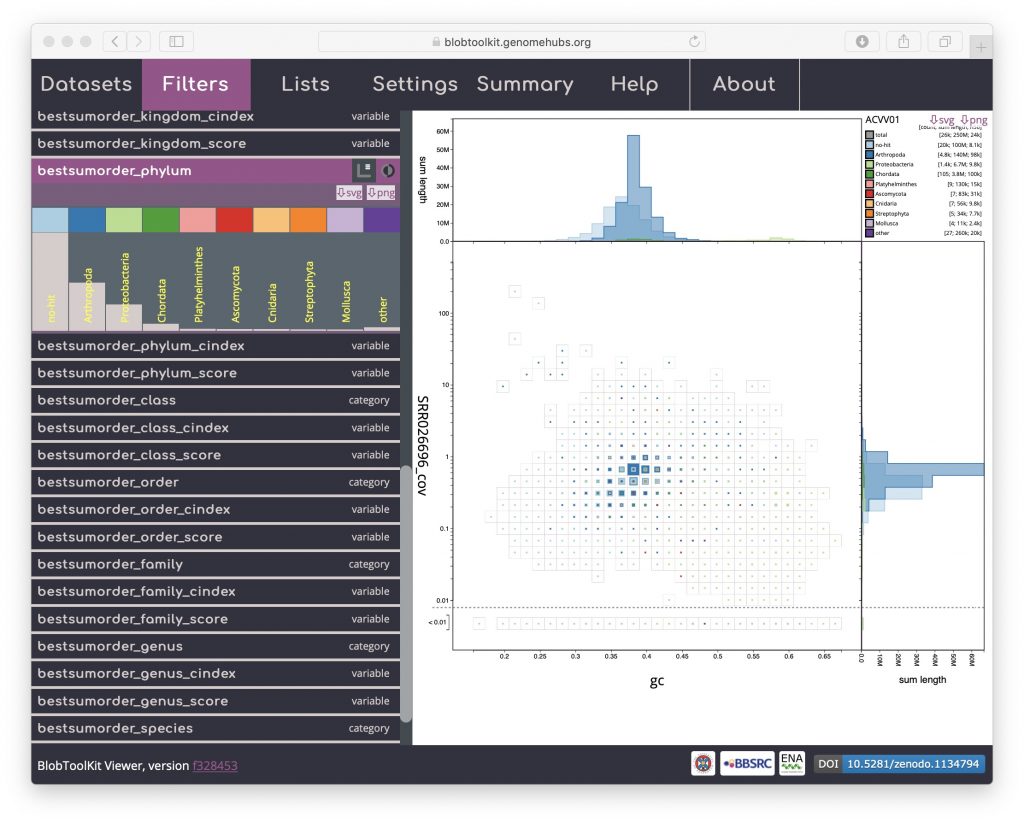 blobtoolkit.genomehubs.org
Datasets Filters Lists Settings Summary Help About
bestsumorder_kingdom_cindex variable
bestsumorder_kingdom_score variable
bestsumorder_phylum
svg png
no-hit Arthropoda Proteobacteria Chordata Platyhelminthes Ascomycota Cnidaria Streptophyta Mollusca other
bestsumorder_phylum_cindex variable
bestsumorder_phylum_score variable
bestsumorder_class category
bestsumorder_class_cindex variable
bestsumorder_class_score variable
bestsumorder_order category
bestsumorder_order_cindex variable
bestsumorder_order_score variable
bestsumorder_family category
bestsumorder_family_cindex variable
bestsumorder_family_score variable
bestsumorder_genus category
bestsumorder_genus_cindex variable
bestsumorder_genus_score variable
bestsumorder_species category
sum length
60M
50M
40M
30M
20M
10M
0.0
ACVV01
svg png
total [26k; 250M; 24k]
no-hit [20k; 100M; 8.1k]
Arthropoda [4.8k; 140M; 98k]
Proteobacteria [1.4k; 6.7M; 9.8k]
Chordata [105; 3.8M; 100k]
Platyhelminthes [9; 130k; 15k]
Ascomycota [7; 83k; 31k]
Cnidaria [7; 56k; 9.8k]
Streptophyta [5; 34k; 7.7k]
Mollusca [4; 11k; 2.4k]
other [27; 260k; 20k]
SRR026696_cov
100
10
1
0.1
0.01
< 0.01
0.2 0.25 0.3 0.35 0.4 0.45 0.5 0.55 0.6 0.65
gc
0.0 10M 20M 30M 40M 50M 60M
sum length
BlobToolKit Viewer, version f328453
BBSRC
ENA
DOI 10.5281/zenodo.1134794